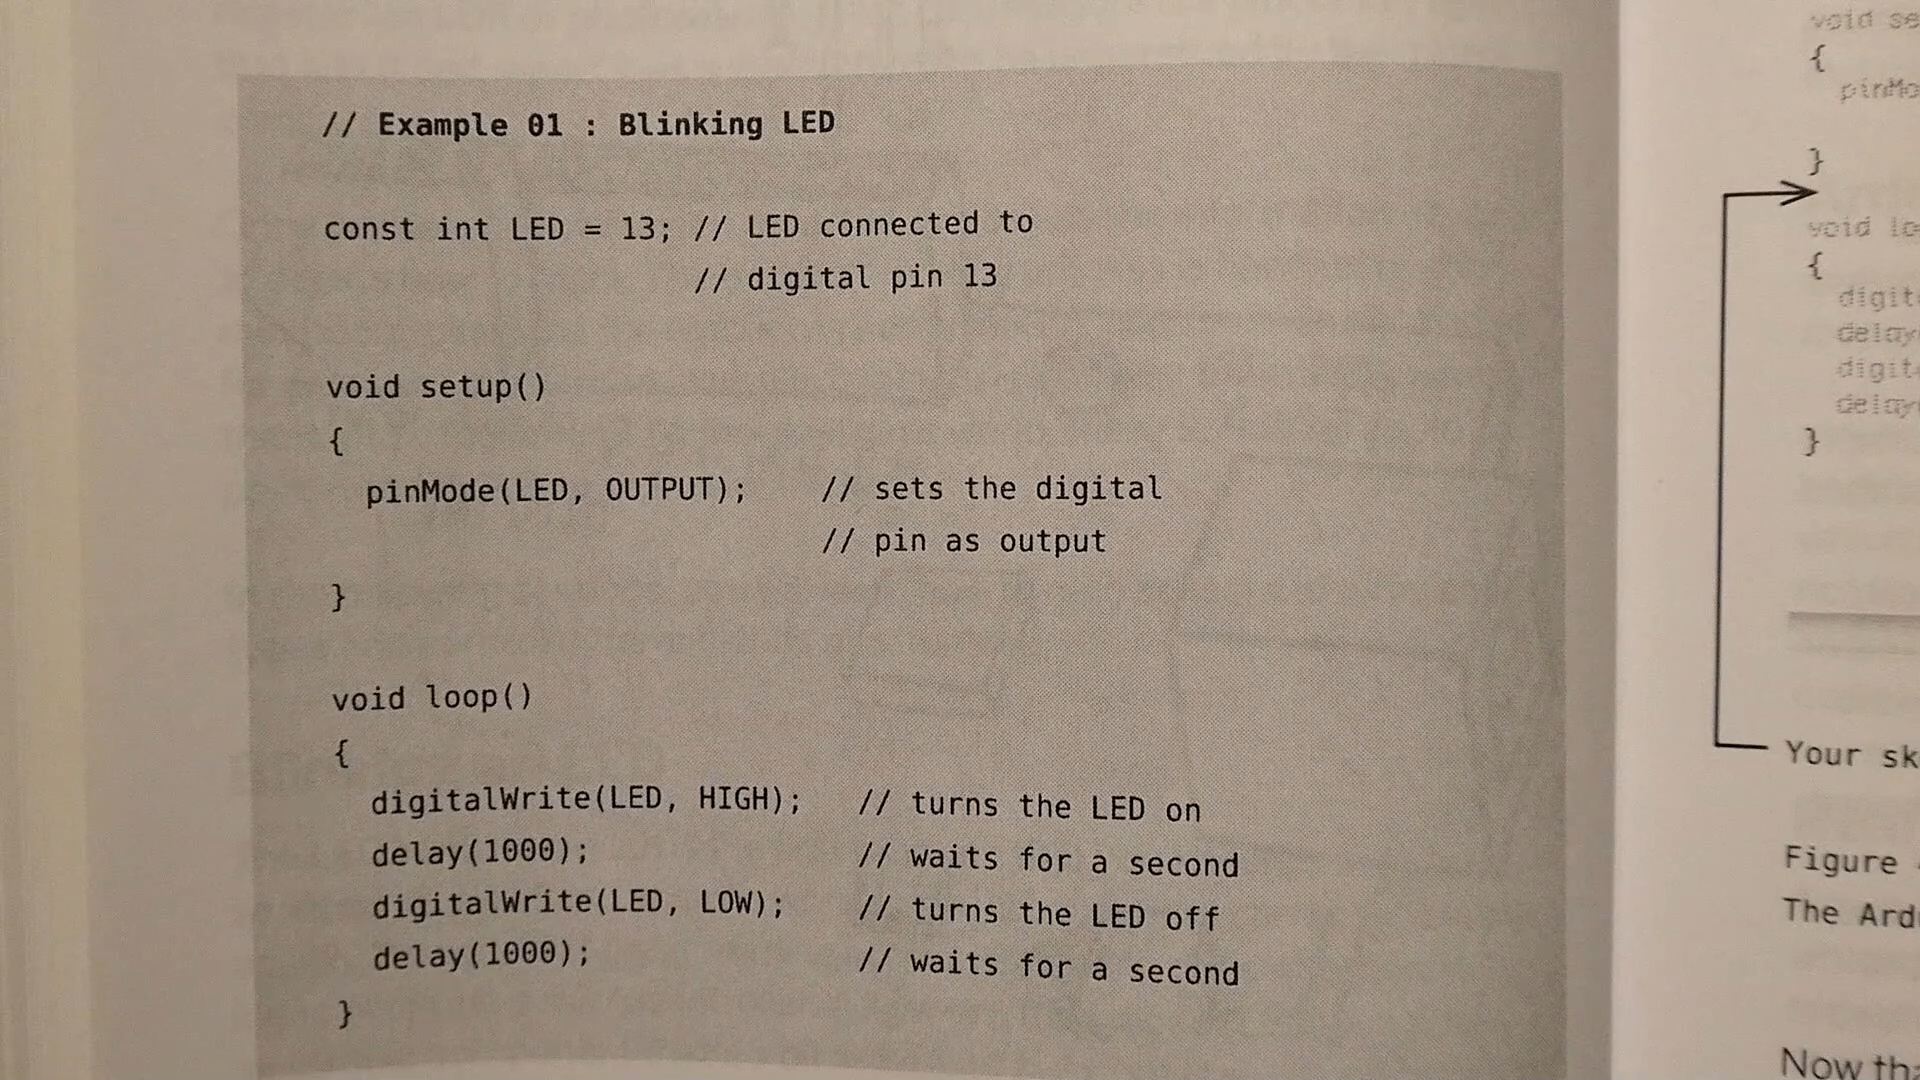 // Example 01 : Blinking LED
const int LED = 13; // LED connected to
// digital pin 13
void setup()
{
pinMode(LED, OUTPUT); // sets the digital
// pin as output
}
void loop()
{
digitalWrite(LED, HIGH); // turns the LED on
delay(1000); // waits for a second
digitalWrite(LED, LOW); // turns the LED off
delay(1000); // waits for a second
}
void
{
}
void
{
}
Your
Figure
The
Now